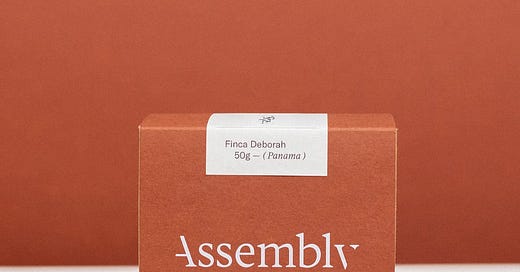 Finca Deborah
50g — (Panama)
Assembly